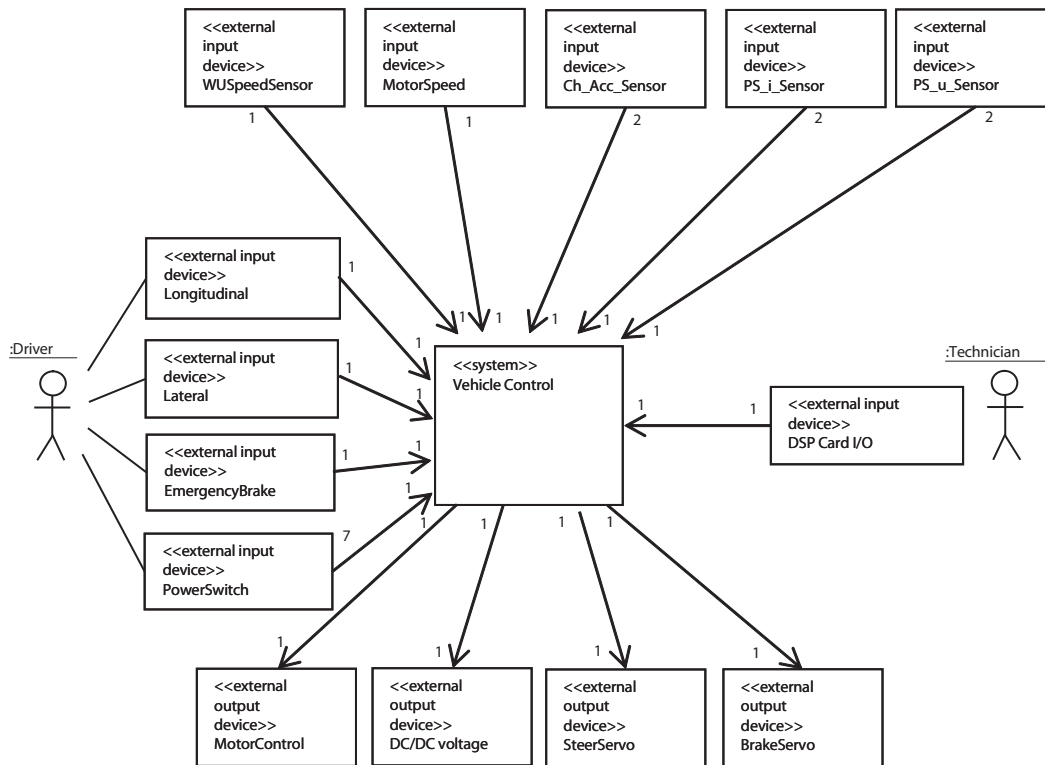 <<external
input
device>>
WUSpeedSensor
<<external
input
device>>
MotorSpeed
<<external
input
device>>
Ch_Acc_Sensor
<<external
input
device>>
PS_i_Sensor
<<external
input
device>>
PS_u_Sensor
1
1
2
2
2
<<external input
device>>
Longitudinal
1
1
1
1
1
1
1
:Driver
<<external input
device>>
Lateral
1
1
<<system>>
Vehicle Control
:Technician
<<external input
device>>
DSP Card I/O
1
1
<<external input
device>>
EmergencyBrake
1
1
<<external input
device>>
PowerSwitch
7
1
1
1
1
1
1
1
1
1
<<external
output
device>>
MotorControl
<<external
output
device>>
DC/DC voltage
<<external
output
device>>
SteerServo
<<external
output
device>>
BrakeServo